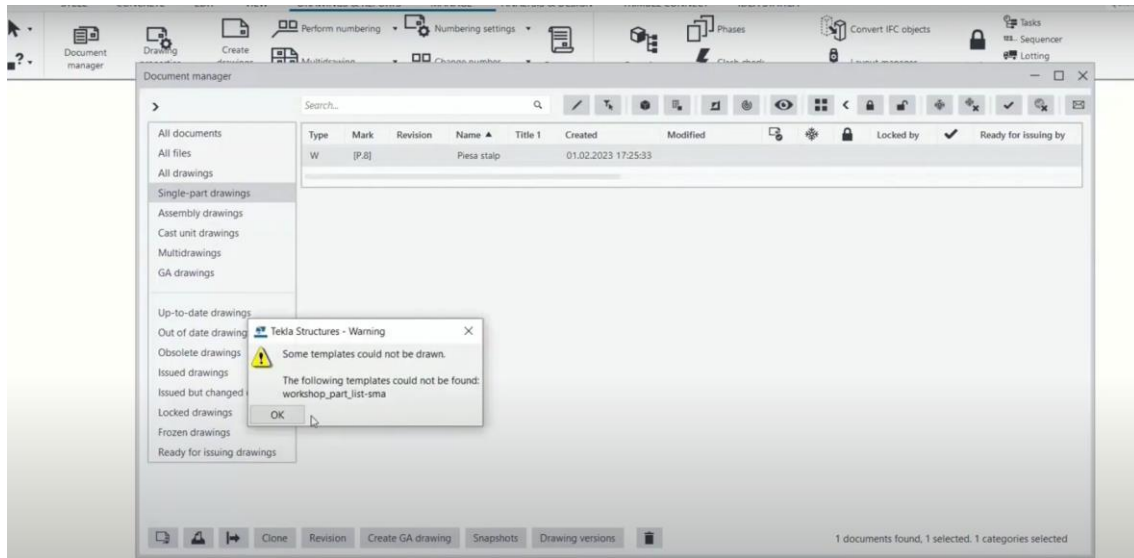 DRAWINGS & REPORTS
MANAGE
ANALYSIS & DESIGN
Document manager
Drawing
Create
Perform numbering
Numbering settings
Phases
Convert IFC objects
Tasks
Sequencer
Lotting
Document manager
Search...
All documents
All files
All drawings
Single-part drawings
Assembly drawings
Cast unit drawings
Multidrawings
GA drawings
Up-to-date drawings
Out of date drawing
Obsolete drawings
Issued drawings
Issued but changed
Locked drawings
Frozen drawings
Ready for issuing drawings
Type Mark Revision Name Title 1 Created Modified Locked by Ready for issuing by
W [P.8] Piesa stalp 01.02.2023 17:25:33
Tekla Structures - Warning
Some templates could not be drawn.
The following templates could not be found:
workshop_part_list-sma
OK
Clone Revision Create GA drawing Snapshots Drawing versions
1 documents found, 1 selected. 1 categories selected